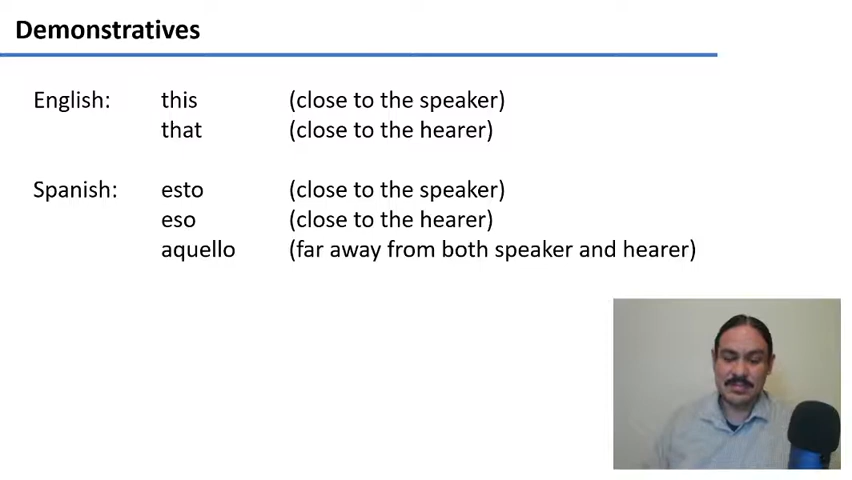 Demonstratives
English: this (close to the speaker)
that (close to the hearer)
Spanish: esto (close to the speaker)
eso (close to the hearer)
aquello (far away from both speaker and hearer)